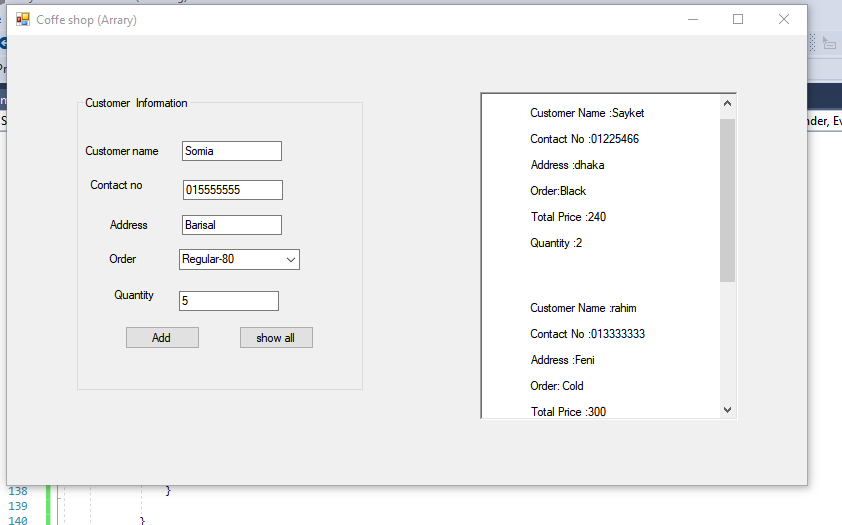 Coffe shop (Arrary)
Customer Information
Customer name Somia
Contact no 015555555
Address Barisal
Order Regular-80
Quantity 5
Add show all
Customer Name :Sayket
Contact No :01225466
Address :dhaka
Order:Black
Total Price :240
Quantity :2
Customer Name :rahim
Contact No :013333333
Address :Feni
Order: Cold
Total Price :300
nder, Ev
138 }
139
140 }